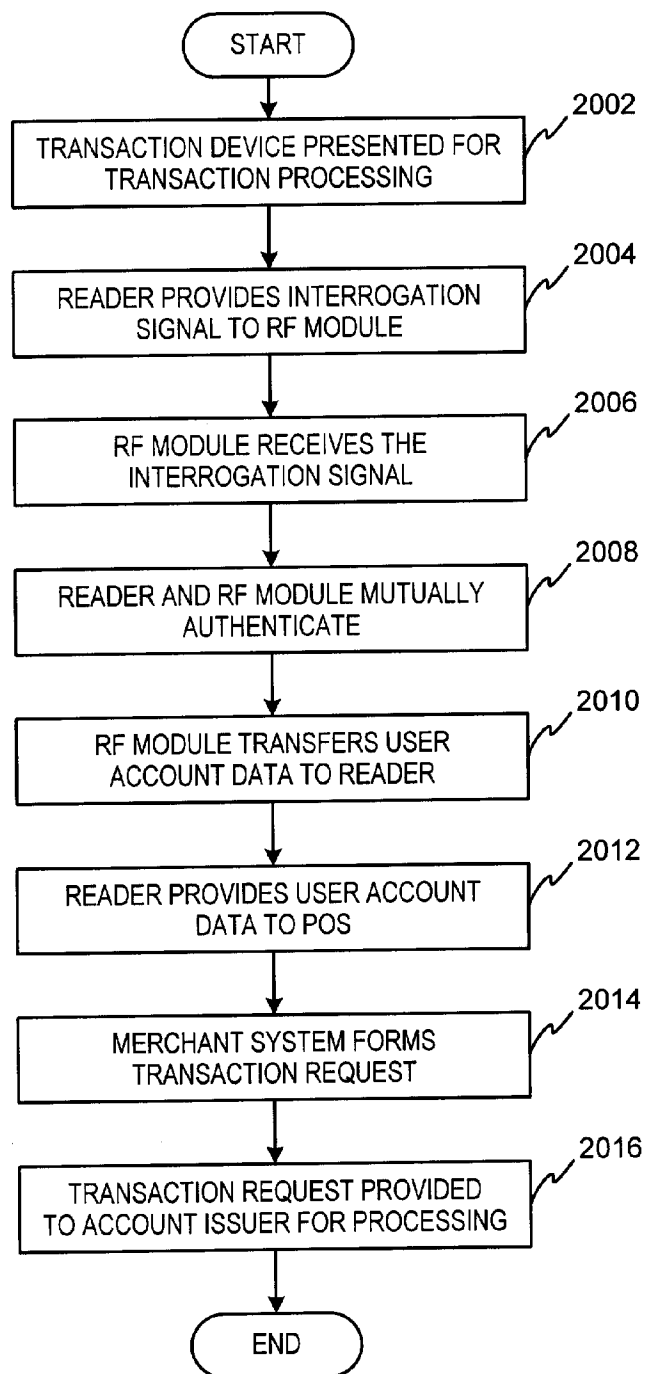 START
2002
TRANSACTION DEVICE PRESENTED FOR
TRANSACTION PROCESSING
2004
READER PROVIDES INTERROGATION
SIGNAL TO RF MODULE
2006
RF MODULE RECEIVES THE
INTERROGATION SIGNAL
2008
READER AND RF MODULE MUTUALLY
AUTHENTICATE
2010
RF MODULE TRANSFERS USER
ACCOUNT DATA TO READER
2012
READER PROVIDES USER ACCOUNT
DATA TO POS
2014
MERCHANT SYSTEM FORMS
TRANSACTION REQUEST
2016
TRANSACTION REQUEST PROVIDED
TO ACCOUNT ISSUER FOR PROCESSING
END